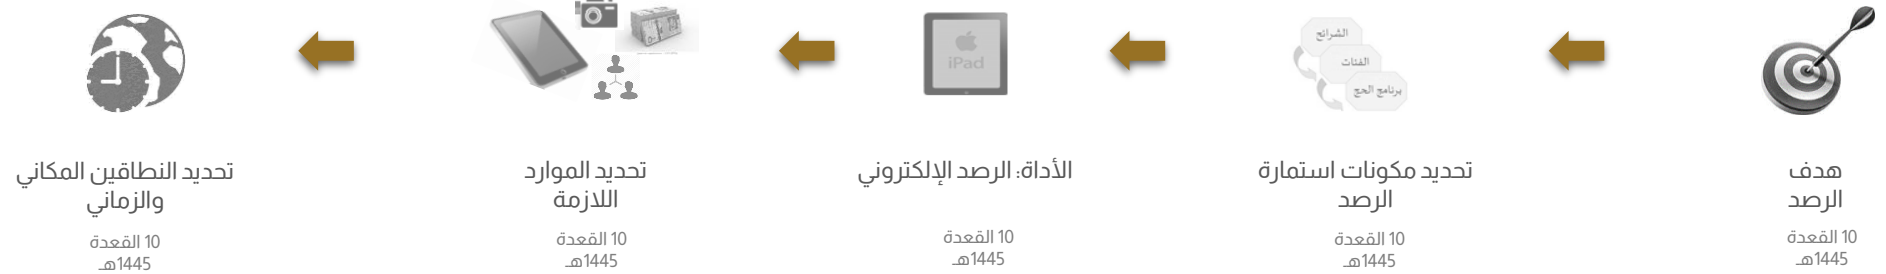 الشرائح
الفئات
برنامج الحج
iPad
هدف
الرصد
10 القعدة
1445هـ
تحديد مكونات استمارة
الرصد
10 القعدة
1445هـ
الأداة: الرصد الإلكتروني
10 القعدة
1445هـ
تحديد الموارد
اللازمة
10 القعدة
1445هـ
تحديد النطاقين المكاني
والزماني
10 القعدة
1445هـ